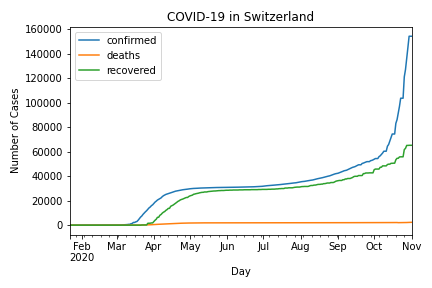 COVID-19 in Switzerland
confirmed
deaths
recovered
160000
140000
120000
100000
80000
60000
40000
20000
0
Number of Cases
Feb Mar Apr May Jun Jul Aug Sep Oct Nov
2020
Day